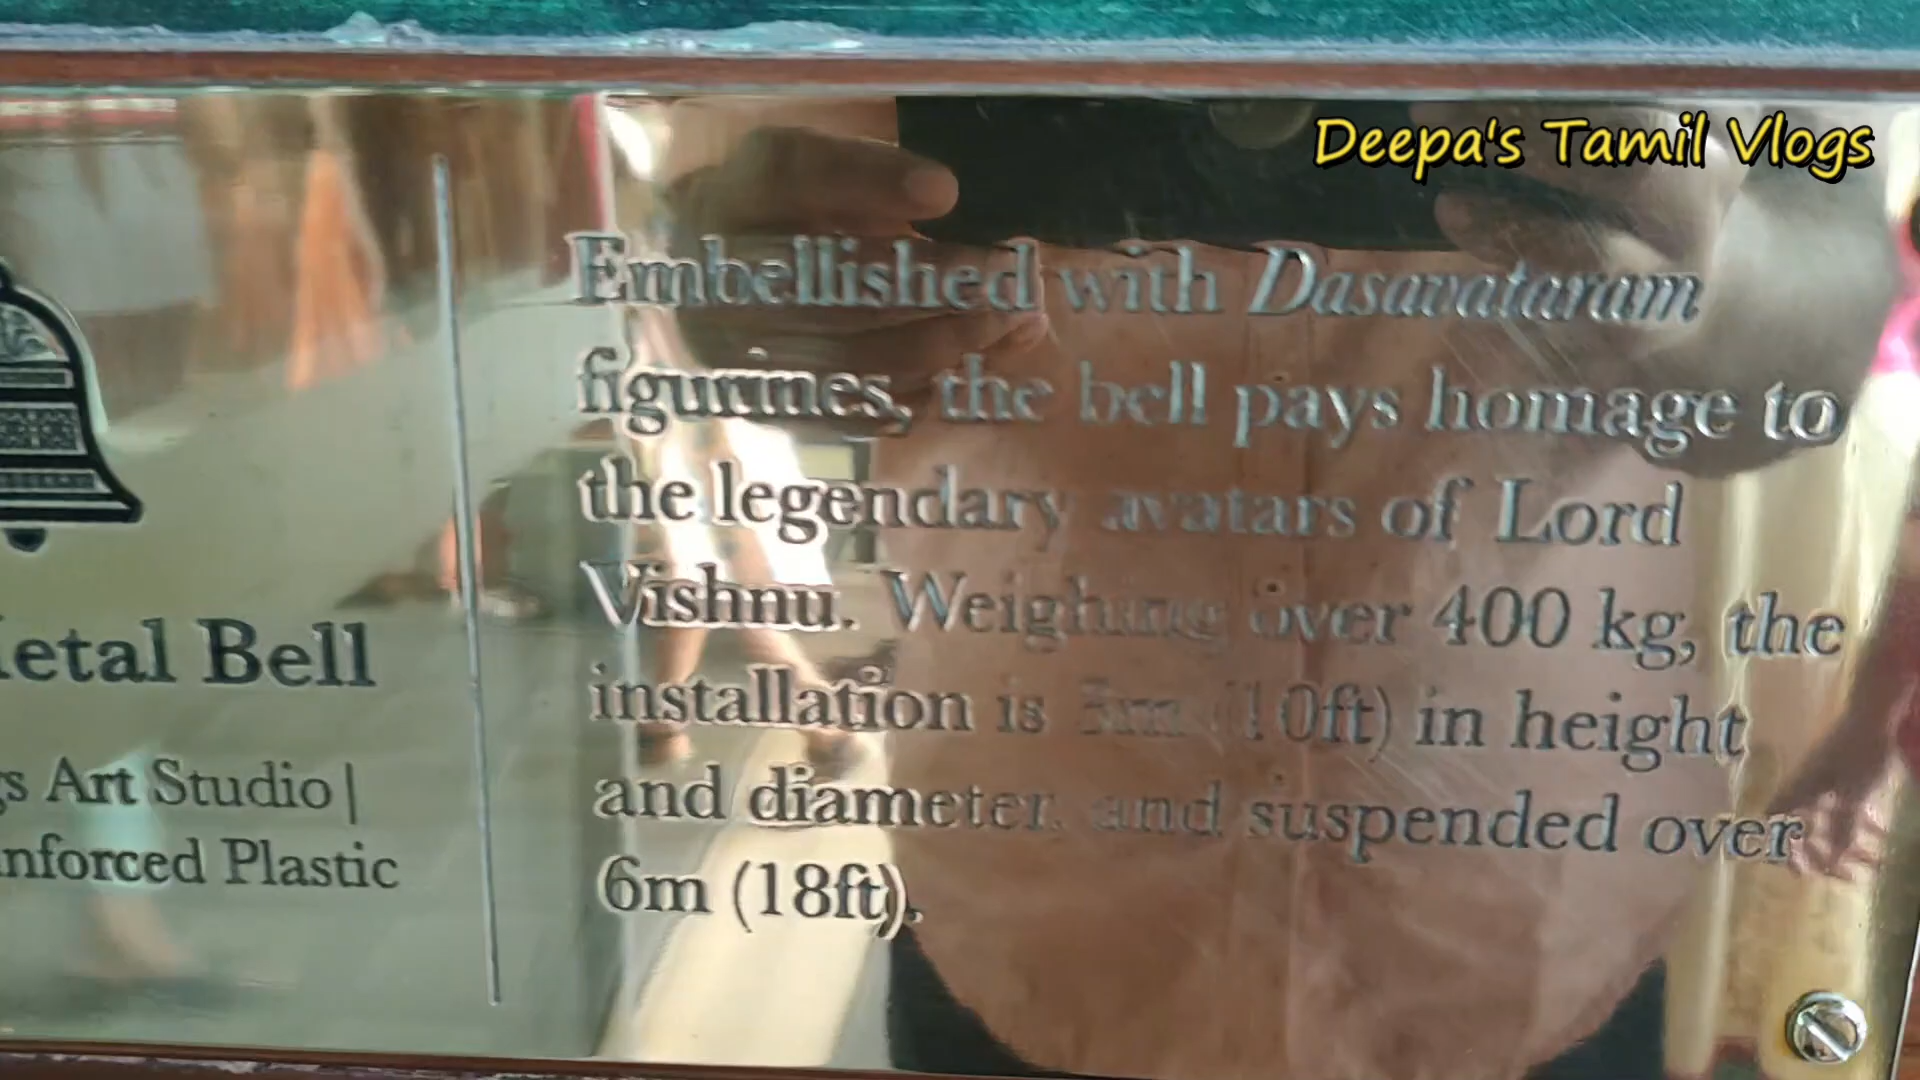 Deepa's Tamil Vlogs
Embellished with Dasavataram
figurines, the bell pays homage to
the legendary avatars of Lord
Vishnu. Weighing over 400 kg, the
installation is 3m (10ft) in height
and diameter, and suspended over
6m (18ft).
Bell
Art Studio|
Plastic